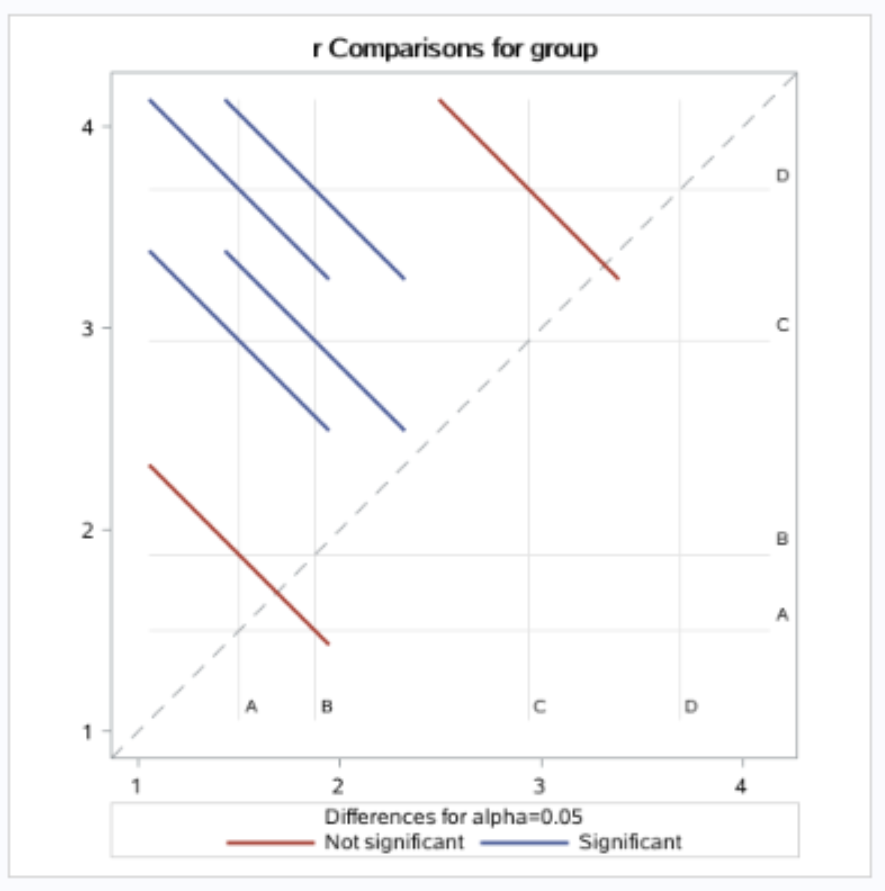 r Comparisons for group
4
D
3
C
2
B
A
A B C D
1
1 2 3 4
Differences for alpha=0.05
Not significant Significant